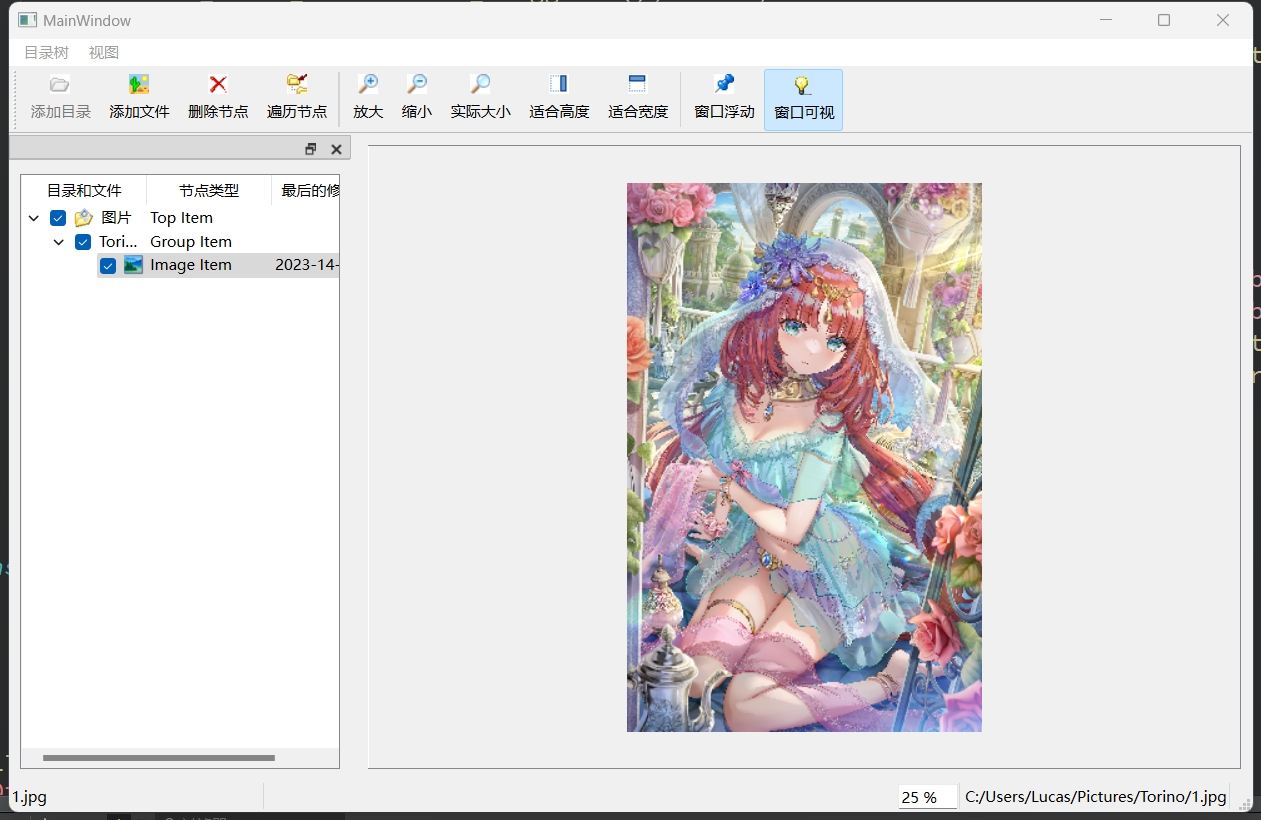 MainWindow
目录树 视图
添加目录 添加文件 删除节点 遍历节点 放大 缩小 实际大小 适合高度 适合宽度 窗口浮动 窗口可视
目录和文件 节点类型 最后的修
图片 Top Item
Tori... Group Item
Image Item 2023-14-
1.jpg 25 % C:/Users/Lucas/Pictures/Torino/1.jpg